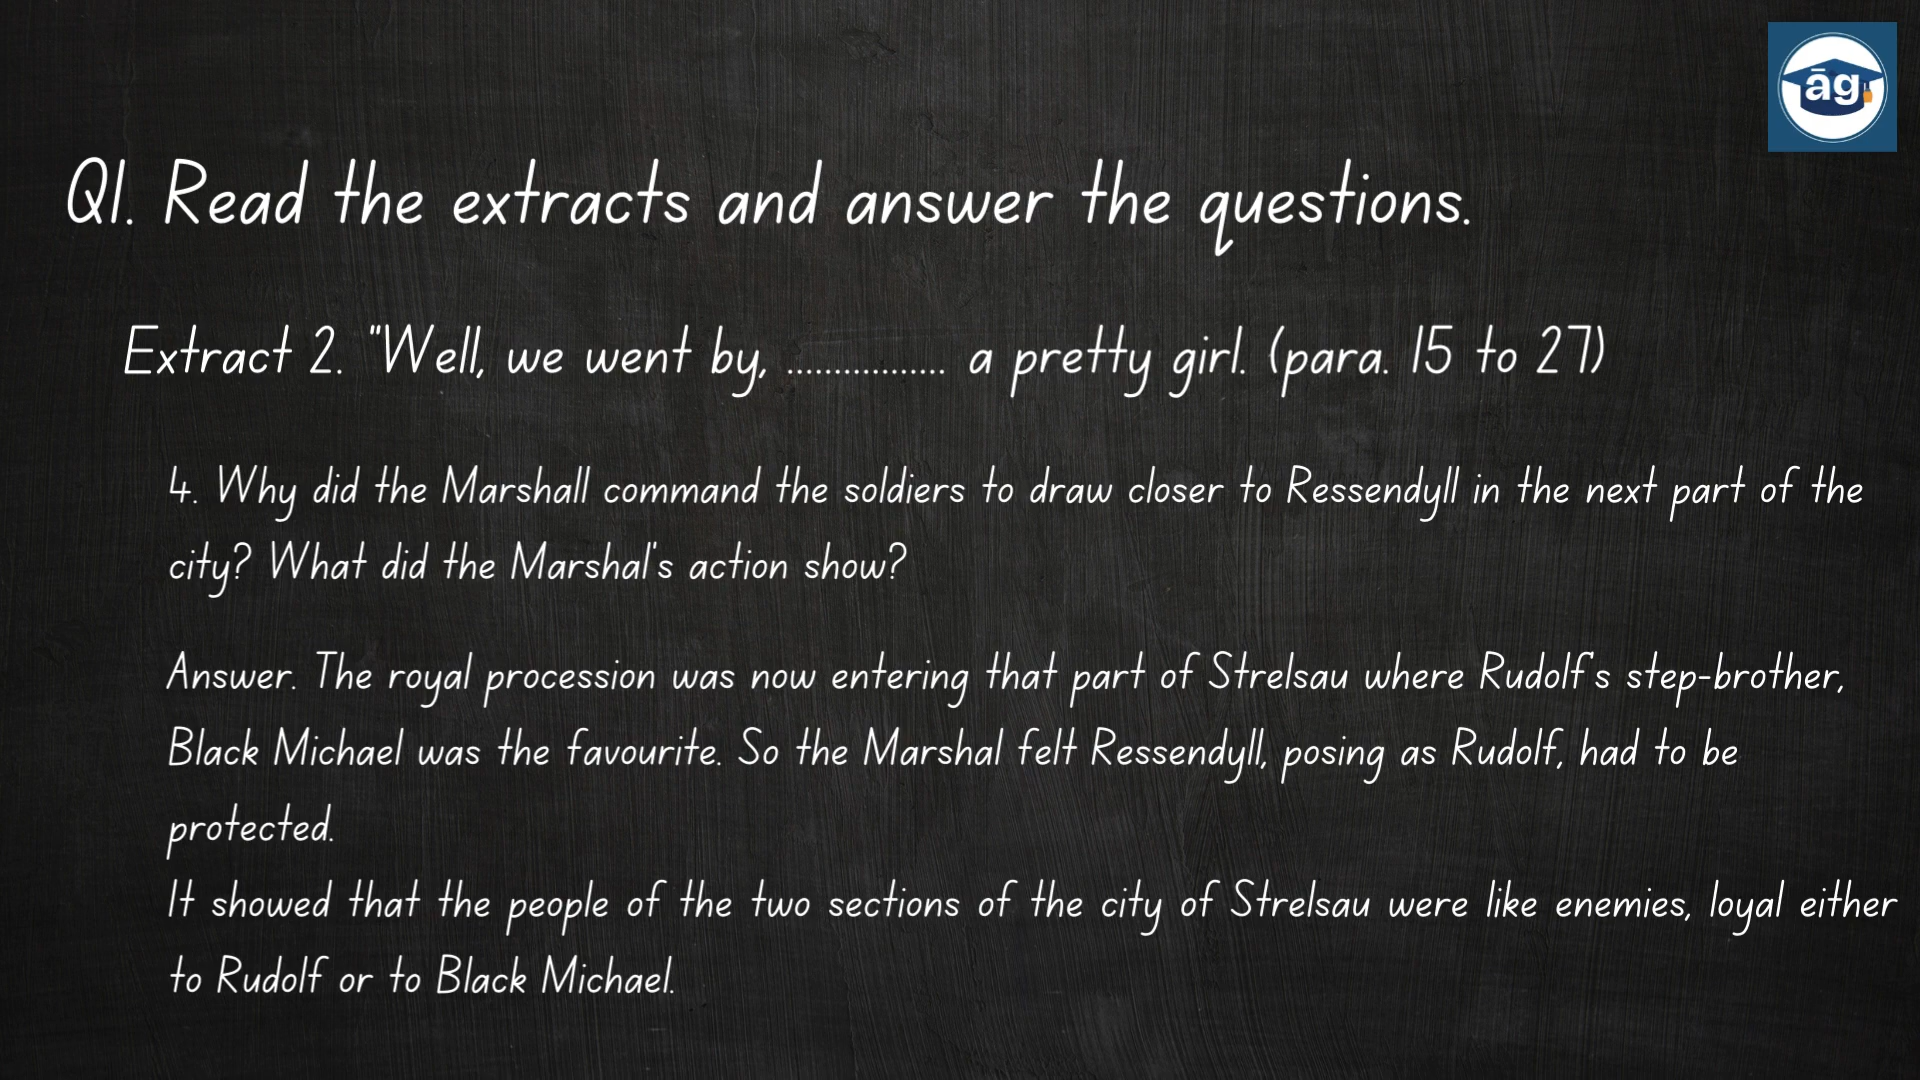 āg
Q1. Read the extracts and answer the questions.
Extract 2. "Well, we went by, ................. a pretty girl. (para. 15 to 27)
4. Why did the Marshall command the soldiers to draw closer to Ressendyll in the next part of the
city? What did the Marshal's action show?
Answer. The royal procession was now entering that part of Strelsau where Rudolf's step-brother,
Black Michael was the favourite. So the Marshal felt Ressendyll, posing as Rudolf, had to be
protected.
It showed that the people of the two sections of the city of Strelsau were like enemies, loyal either
to Rudolf or to Black Michael.